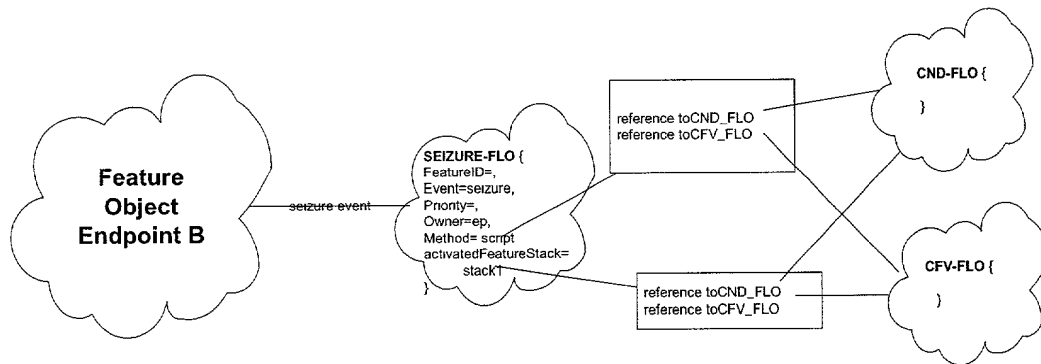 Feature
Object
Endpoint B
seizure event
SEIZURE-FLO {
FeatureID=,
Event=seizure,
Priority=,
Owner=ep,
Method= script
activatedFeatureStack=
stack1
}
reference toCND_FLO
reference toCFV_FLO
reference toCND_FLO
reference toCFV_FLO
CND-FLO {
}
CFV-FLO {
}